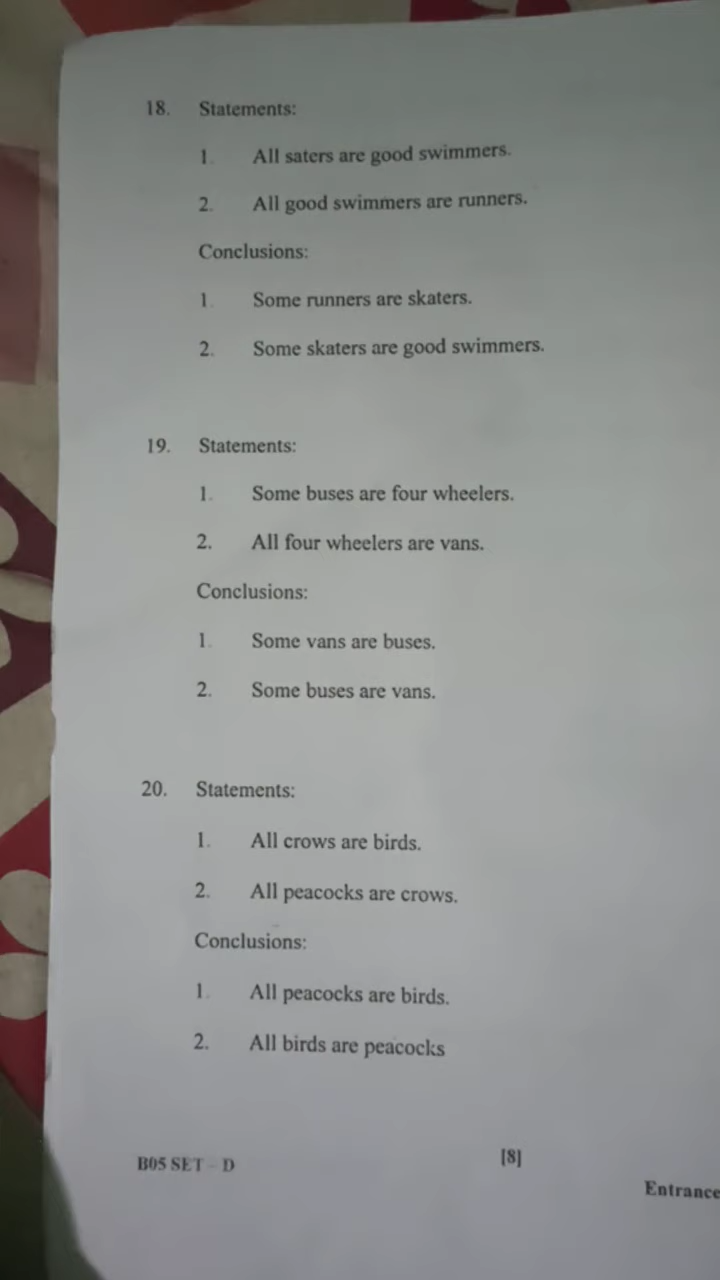 18. Statements:
1. All saters are good swimmers.
2. All good swimmers are runners.
Conclusions:
1. Some runners are skaters.
2. Some skaters are good swimmers.
19. Statements:
1. Some buses are four wheelers.
2. All four wheelers are vans.
Conclusions:
1. Some vans are buses.
2. Some buses are vans.
20. Statements:
1. All crows are birds.
2. All peacocks are crows.
Conclusions:
1. All peacocks are birds.
2. All birds are peacocks
B05 SET - D [8]
Entrance